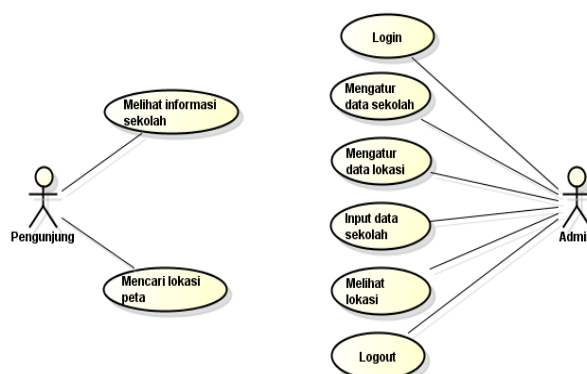 Login
Melihat informasi
sekolah
Mengatur
data sekolah
Mengatur
data lokasi
Pengunjung
Input data
sekolah
Admi
Mencari lokasi
peta
Melihat
lokasi
Logout